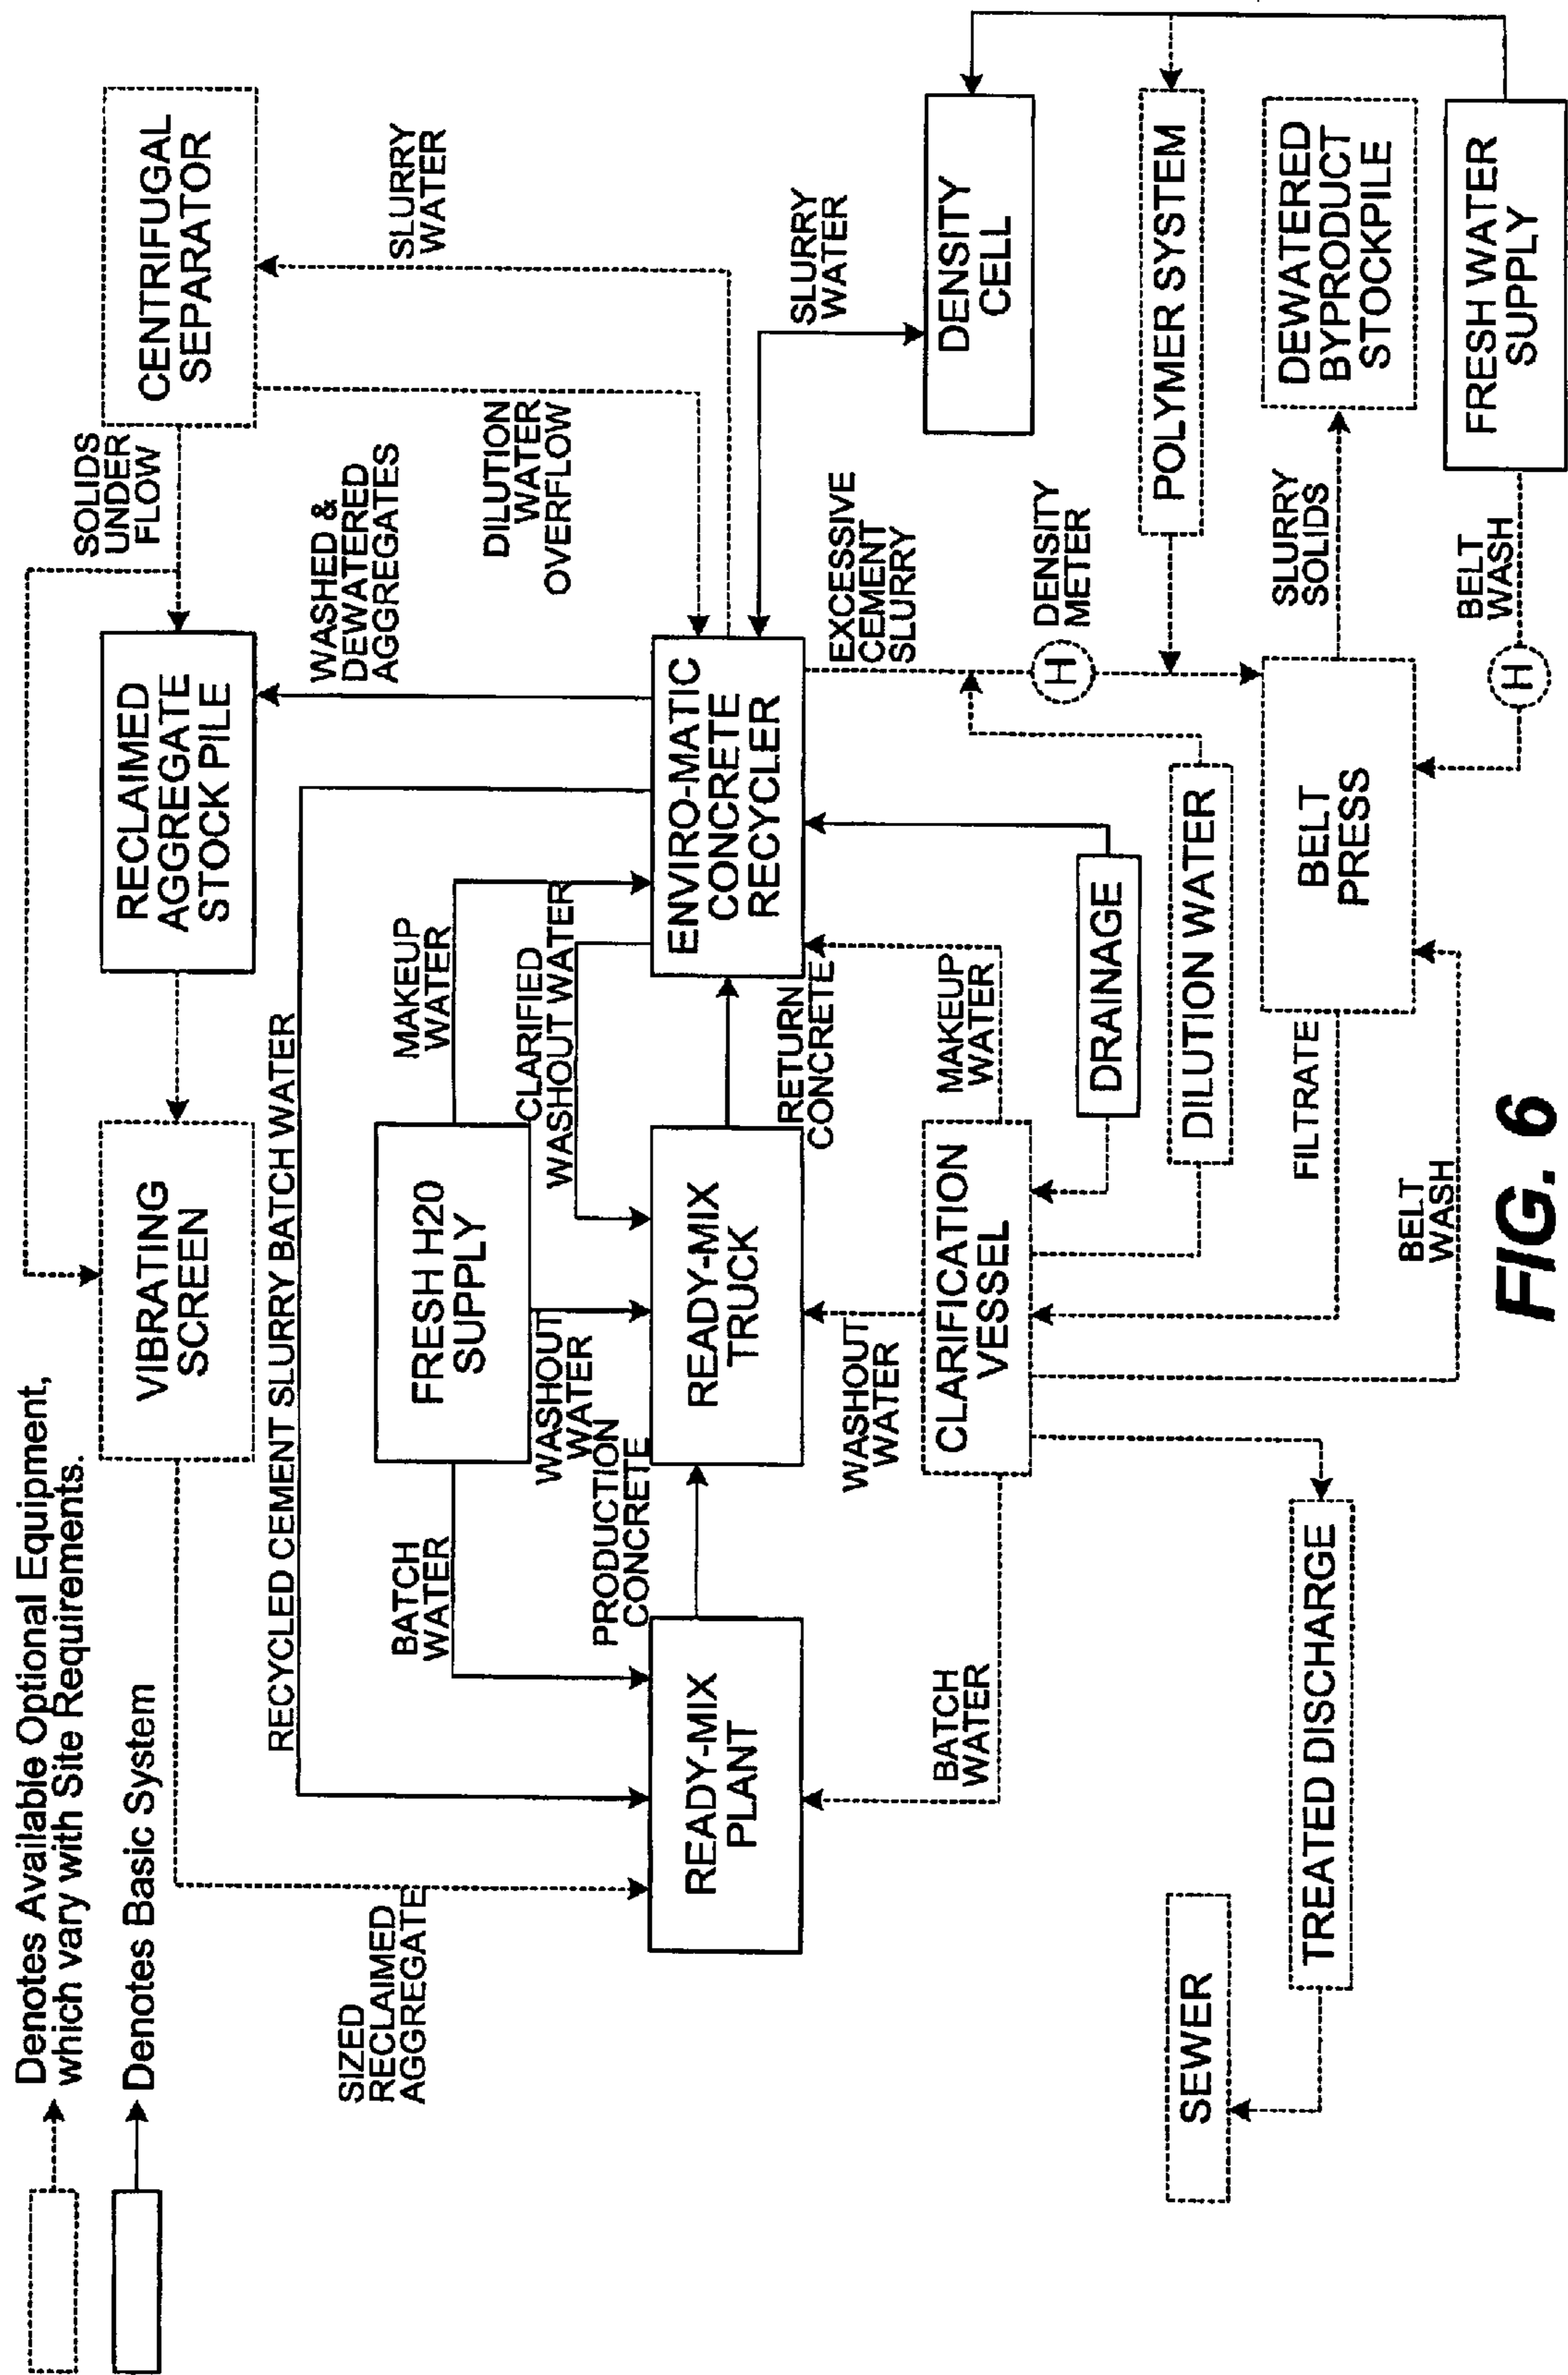 Denotes Available Optional Equipment,
which vary with Site Requirements.
Denotes Basic System
SOLIDS
UNDER
FLOW
CENTRIFUGAL
SEPARATOR
RECLAIMED
AGGREGATE
STOCK PILE
VIBRATING
SCREEN
SLURRY
WATER
WASHED &
DEWATERED
AGGREGATES
DILUTION
WATER
OVERFLOW
RECYCLED CEMENT SLURRY BATCH WATER
SIZED
RECLAIMED
AGGREGATE
BATCH
WATER
FRESH H20
SUPPLY
MAKEUP
WATER
CLARIFIED
WASHOUT WATER
WASHOUT
WATER
PRODUCTION
CONCRETE
READY-MIX
PLANT
READY-MIX
TRUCK
RETURN
CONCRETE
ENVIRO-MATIC
CONCRETE
RECYCLER
SLURRY
WATER
DENSITY
CELL
EXCESSIVE
CEMENT
SLURRY
BATCH
WATER
WASHOUT
WATER
CLARIFICATION
VESSEL
MAKEUP
WATER
DRAINAGE
DILUTION WATER
DENSITY
METER
H
POLYMER SYSTEM
SEWER
TREATED DISCHARGE
FILTRATE
BELT
PRESS
SLURRY
SOLIDS
DEWATERED
BYPRODUCT
STOCKPILE
BELT
WASH
BELT
WASH
H
FRESH WATER
SUPPLY
FIG. 6